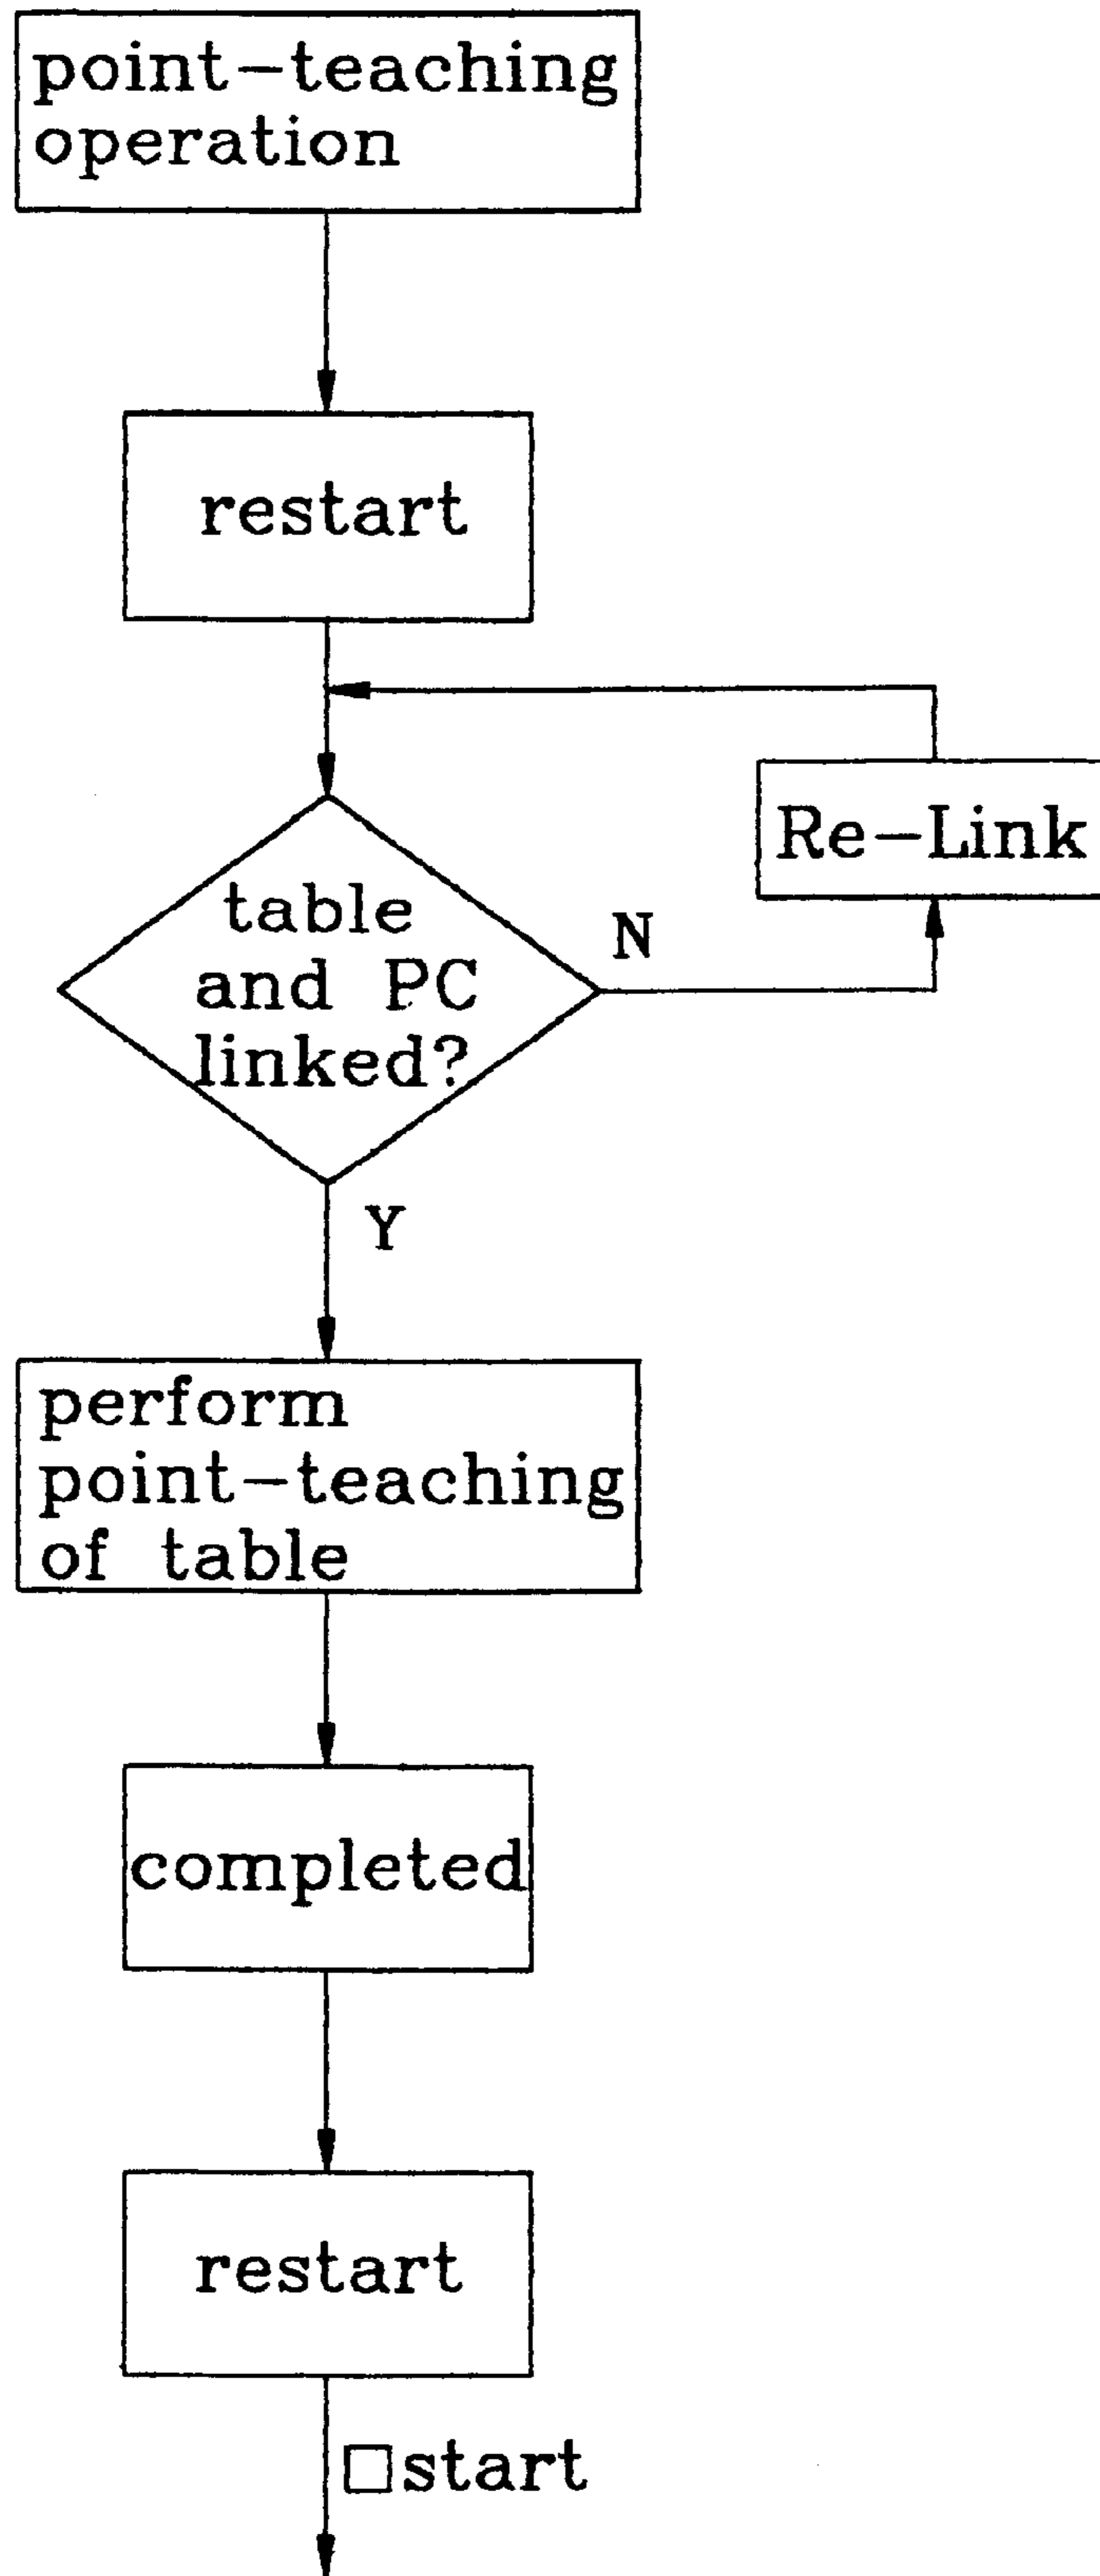 point-teaching
operation
restart
Re-Link
table
and PC
linked?
N
Y
perform
point-teaching
of table
completed
restart
□start